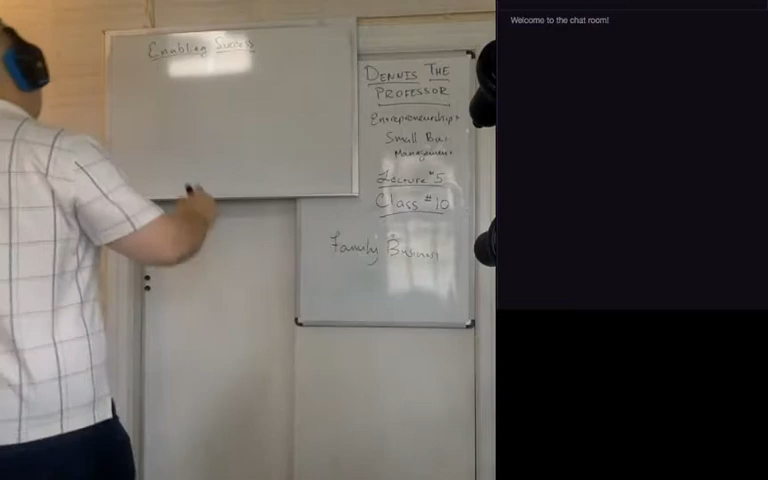 Enabling Success
DENNIS THE
PROFESSOR
Entrepreneurship +
Small Bus.
Management
Lecture #5
Class #10
Family Business
Welcome to the chat room!